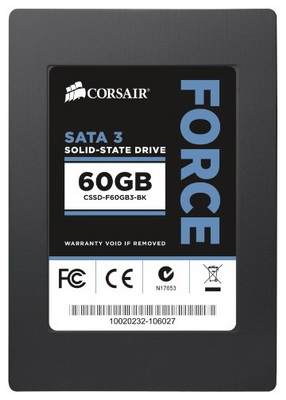 CORSAIR
FORCE
SATA 3
SOLID-STATE DRIVE
60GB
CSSD-F60GB3-BK
WARRANTY VOID IF REMOVED
FC CE
N17653
10020232-106027